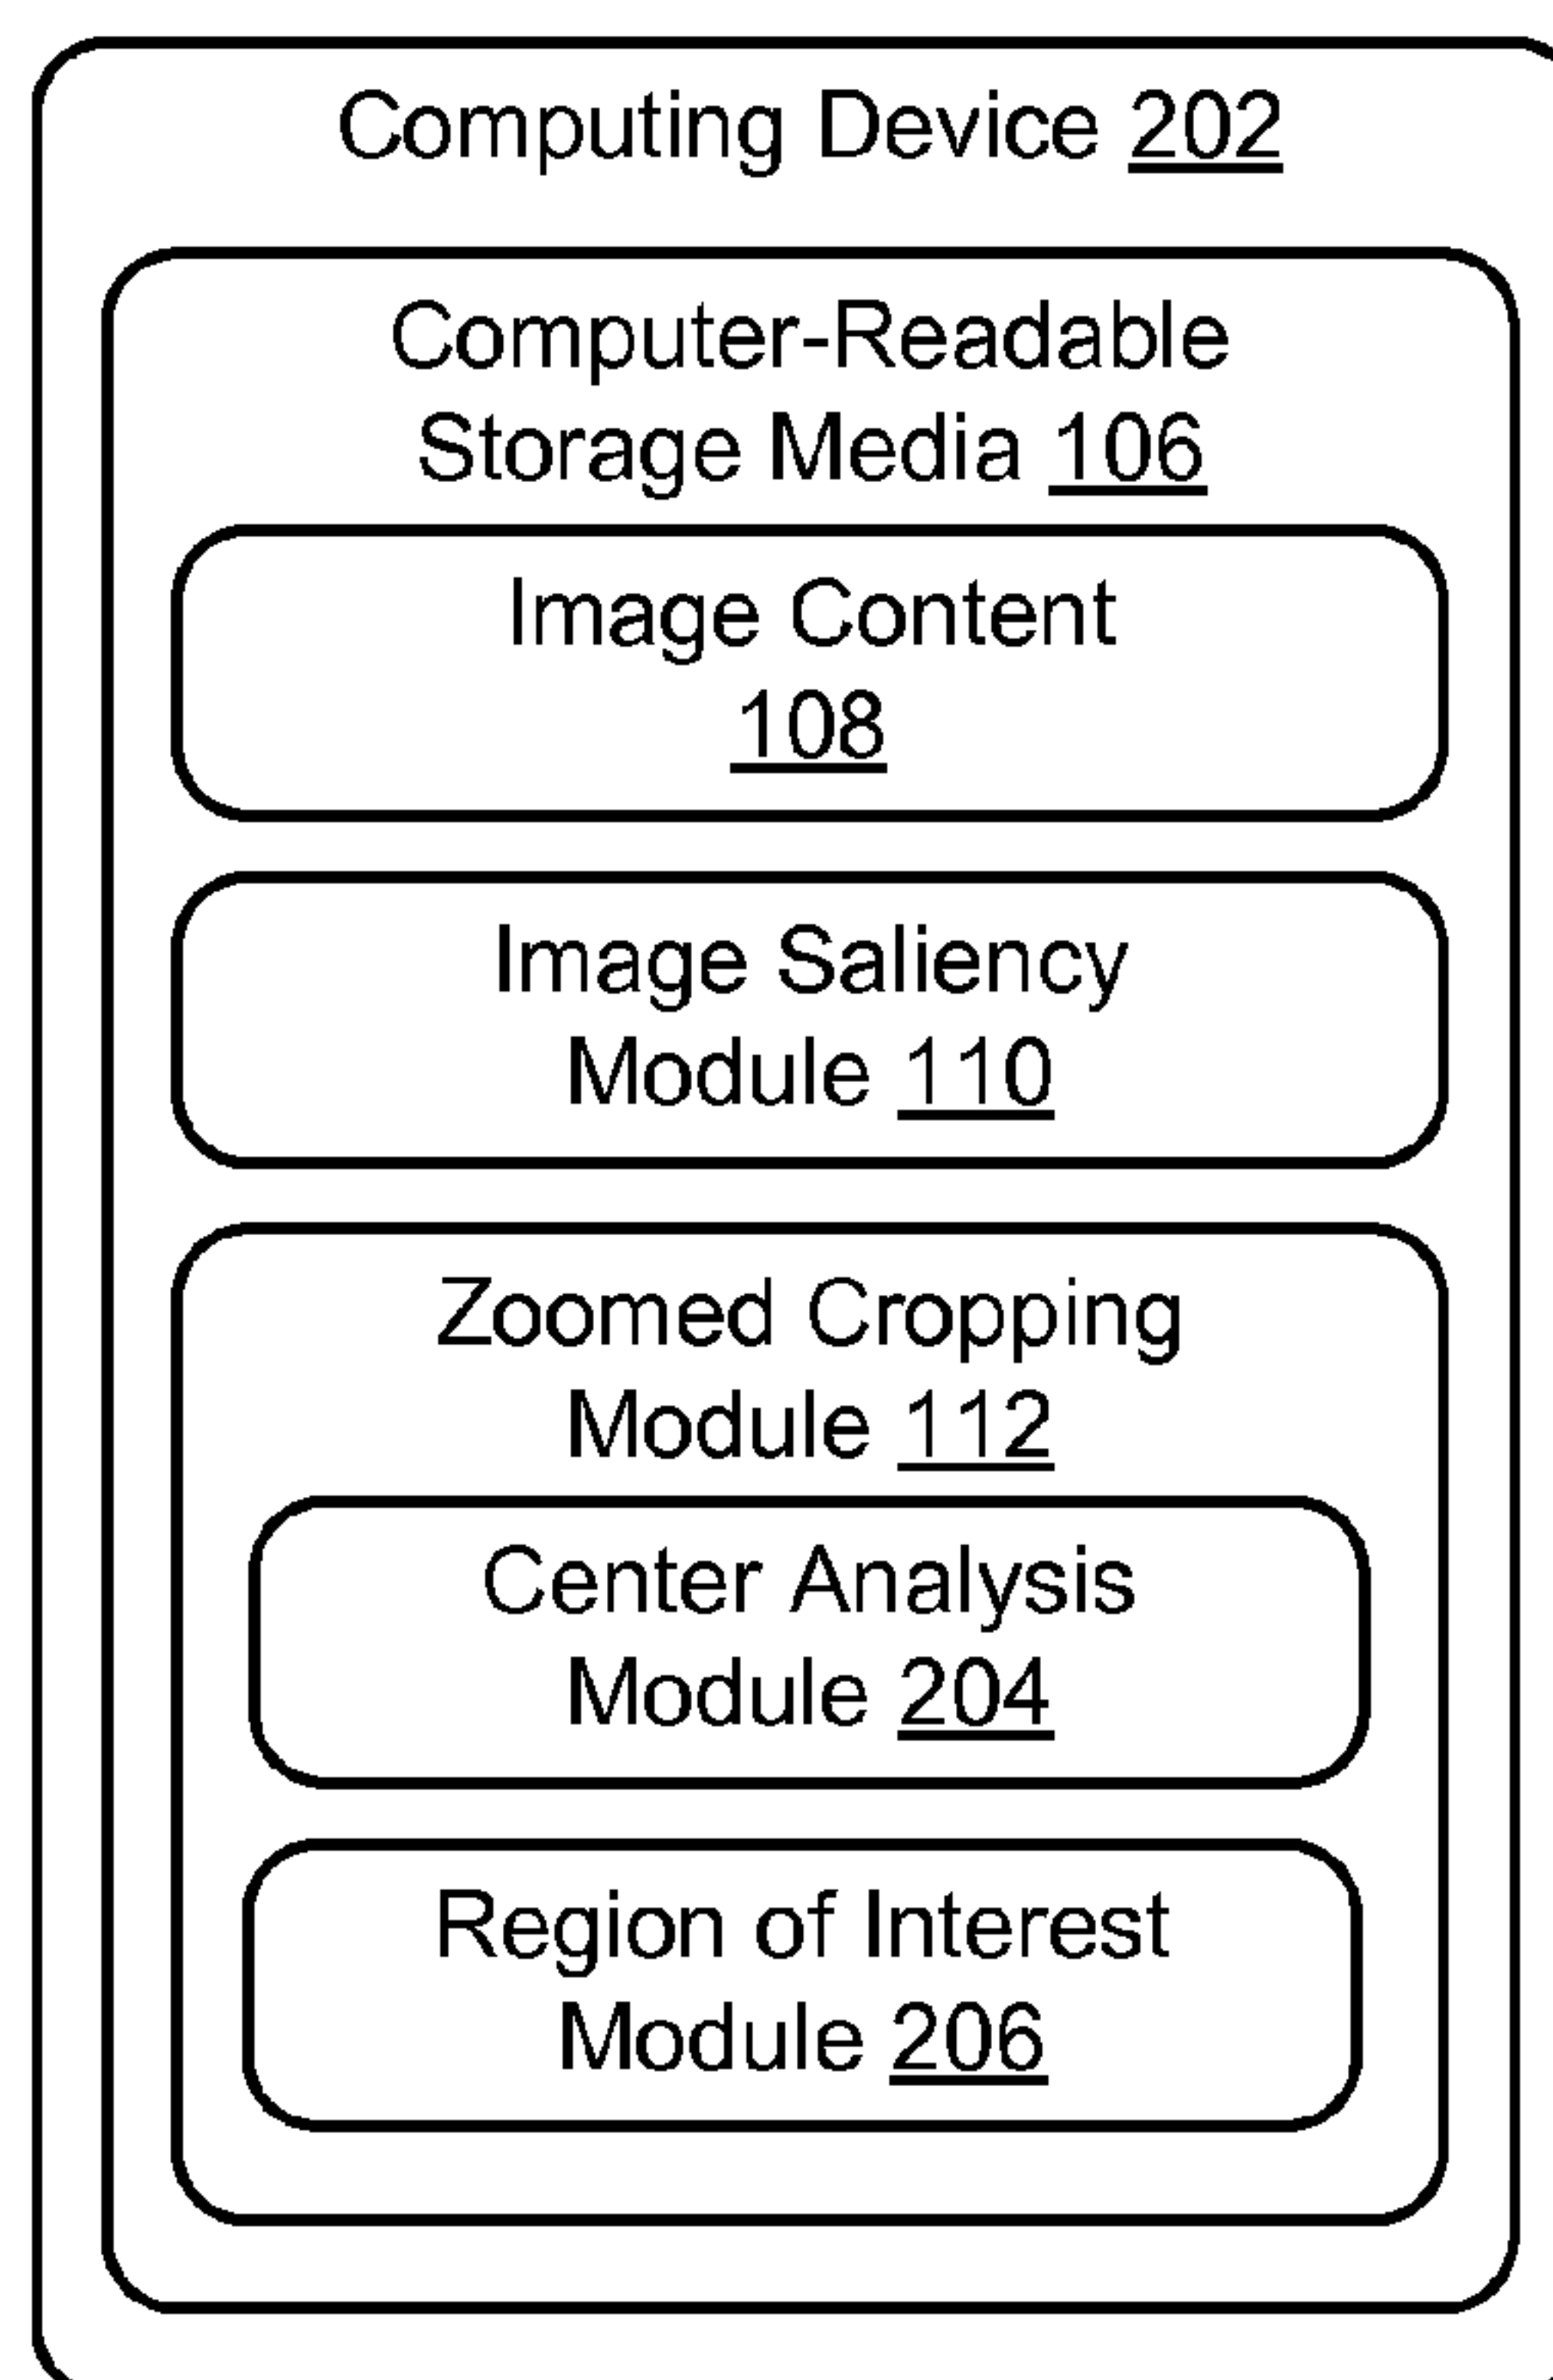 Computing Device 202
Computer-Readable
Storage Media 106
Image Content
108
Image Saliency
Module 110
Zoomed Cropping
Module 112
Center Analysis
Module 204
Region of Interest
Module 206